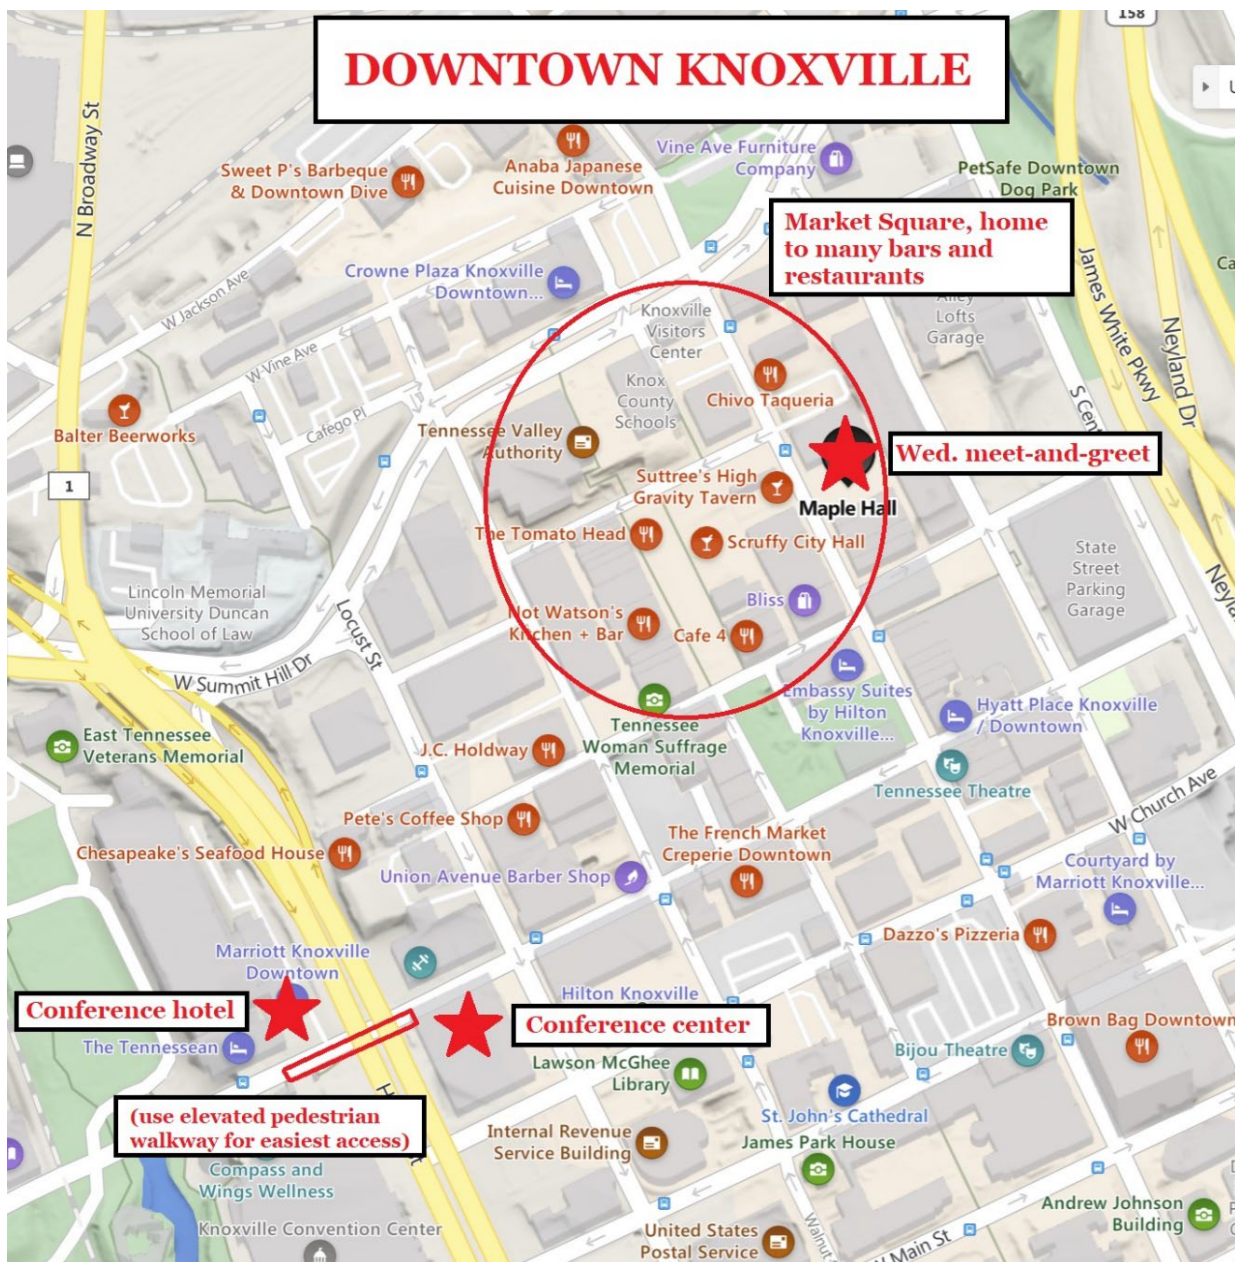 158
DOWNTOWN KNOXVILLE
N Broadway St
Sweet P's Barbeque
& Downtown Dive
Anaba Japanese
Cuisine Downtown
Vine Ave Furniture
Company
PetSafe Downtown
Dog Park
Market Square, home
to many bars and
restaurants
James White Pkwy
Neyland Dr
Ca
Crowne Plaza Knoxville
Downtown...
W Jackson Ave
W Vine Ave
Cafego Pl
Knoxville
Visitors
Center
Alley
Lofts
Garage
Knox
County
Schools
Chivo Taqueria
S Cent
Balter Beerworks
Tennessee Valley
Authority
Wed. meet-and-greet
1
Suttree's High
Gravity Tavern
Maple Hall
The Tomato Head
Scruffy City Hall
State
Street
Parking
Garage
Neyla
Lincoln Memorial
University Duncan
School of Law
Locust St
Not Watson's
Kitchen + Bar
Bliss
Cafe 4
W Summit Hill Dr
Embassy Suites
by Hilton
Knoxville...
Hyatt Place Knoxville
/ Downtown
East Tennessee
Veterans Memorial
J.C. Holdway
Tennessee
Woman Suffrage
Memorial
Tennessee Theatre
W Church Ave
Pete's Coffee Shop
Chesapeake's Seafood House
The French Market
Creperie Downtown
Union Avenue Barber Shop
Courtyard by
Marriott Knoxville...
Dazzo's Pizzeria
Marriott Knoxville
Downtown
Conference hotel
Hilton Knoxville
Conference center
Brown Bag Downtown
The Tennessean
Bijou Theatre
Lawson McGhee
Library
H
St. John's Cathedral
(use elevated pedestrian
walkway for easiest access)
Internal Revenue
Service Building
James Park House
Compass and
Wings Wellness
Knoxville Convention Center
Andrew Johnson
Building
United States
Postal Service
Walnut S
W Main St